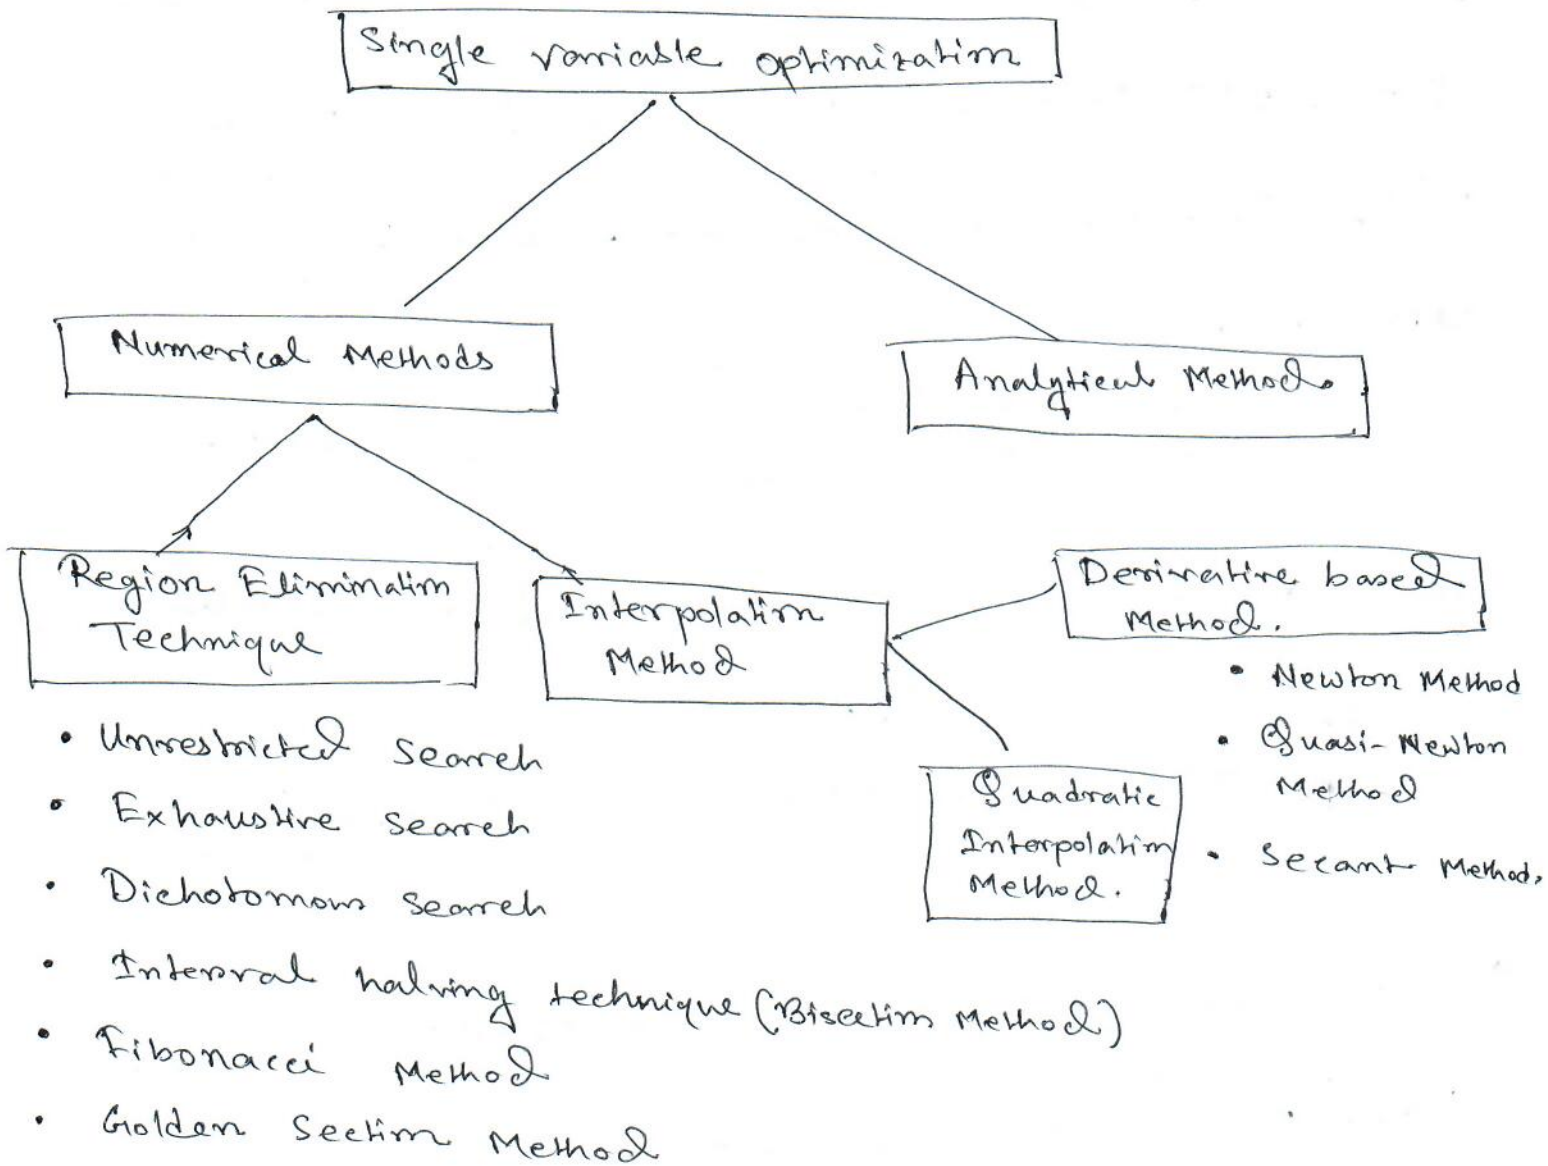 Single variable optimization
Numerical Methods
Analytical Method.
Region Elimination
Technique
Interpolation
Method
Derivative based
Method.
• Newton Method
• Quasi-Newton
Method
• Secant Method.
Quadratic
Interpolation
Method.
• Unrestricted search
• Exhaustive search
• Dichotomous search
• Interval halving technique (Bisection Method)
• Fibonacci Method
• Golden Section Method